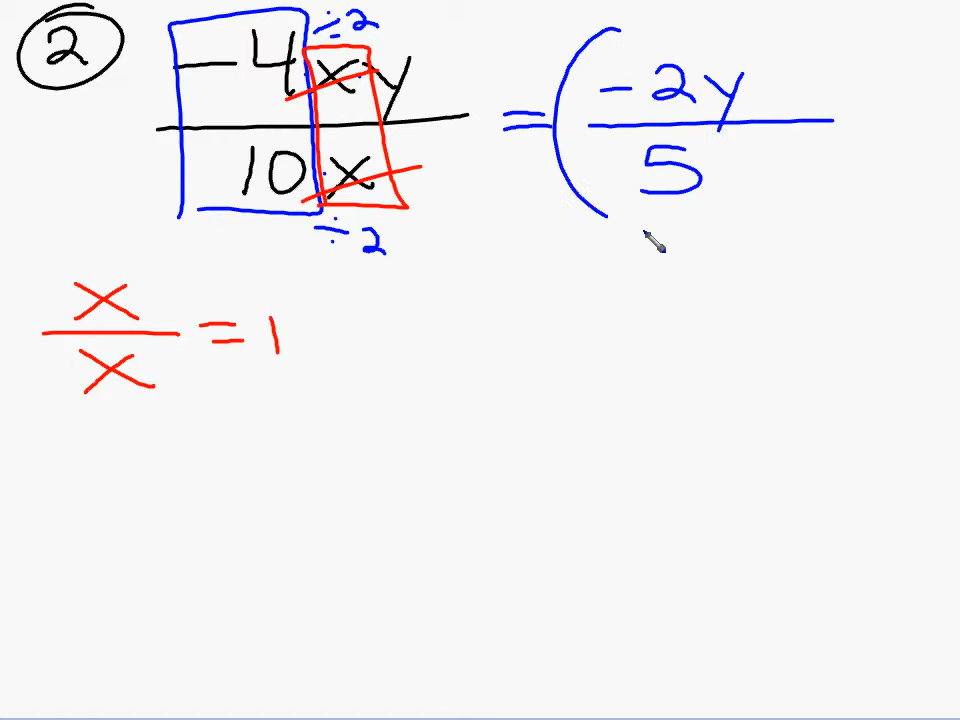 2
÷2
-4xy
10x
÷2
= ( -2y
5
x
x
= 1